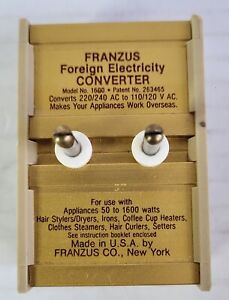 FRANZUS
Foreign Electricity
CONVERTER
Model No. 1600 • Patent No. 263465
Converts 220/240 AC to 110/120 V AC.
Makes Your Appliances Work Overseas.
For use with
Appliances 50 to 1600 watts
Hair Stylers/Dryers, Irons, Coffee Cup Heaters,
Clothes Steamers, Hair Curlers, Setters
See instruction booklet enclosed
Made in U.S.A. by
FRANZUS CO., New York